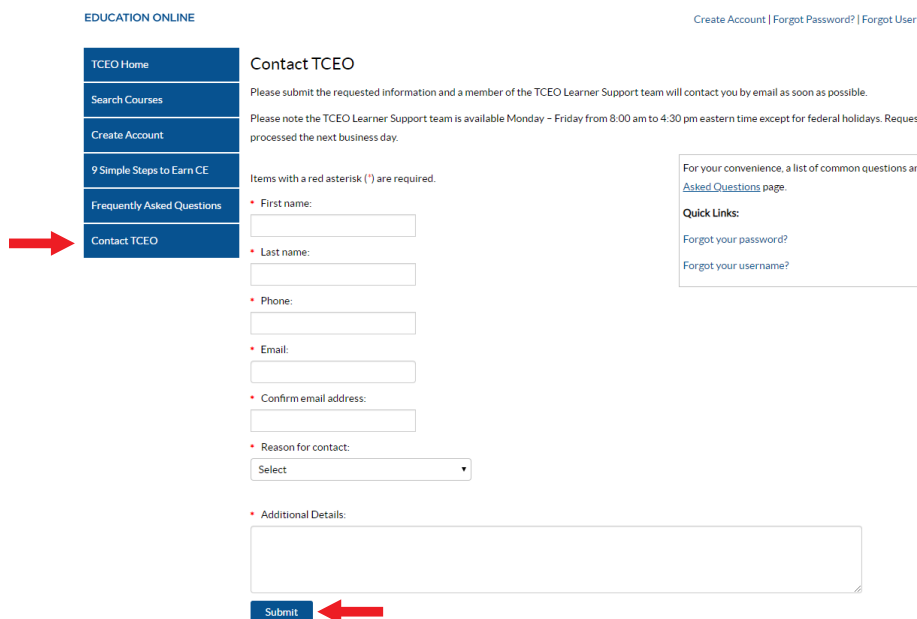 EDUCATION ONLINE
Create Account | Forgot Password? | Forgot User
TCEO Home
Search Courses
Create Account
9 Simple Steps to Earn CE
Frequently Asked Questions
Contact TCEO
Contact TCEO
Please submit the requested information and a member of the TCEO Learner Support team will contact you by email as soon as possible.
Please note the TCEO Learner Support team is available Monday – Friday from 8:00 am to 4:30 pm eastern time except for federal holidays. Reques
processed the next business day.
Items with a red asterisk (*) are required.
* First name:
* Last name:
* Phone:
* Email:
* Confirm email address:
* Reason for contact:
Select
* Additional Details:
Submit
For your convenience, a list of common questions an
Asked Questions page.
Quick Links:
Forgot your password?
Forgot your username?